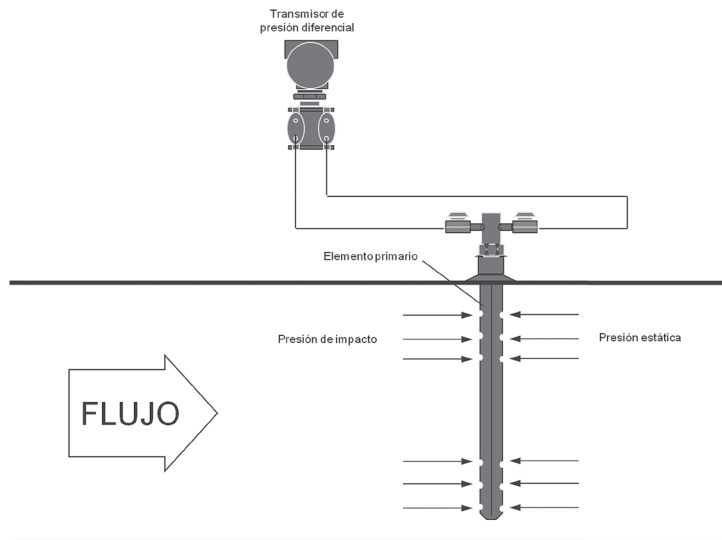 Transmisor de
presión diferencial
Elemento primario
Presión de impacto
Presión estática
FLUJO